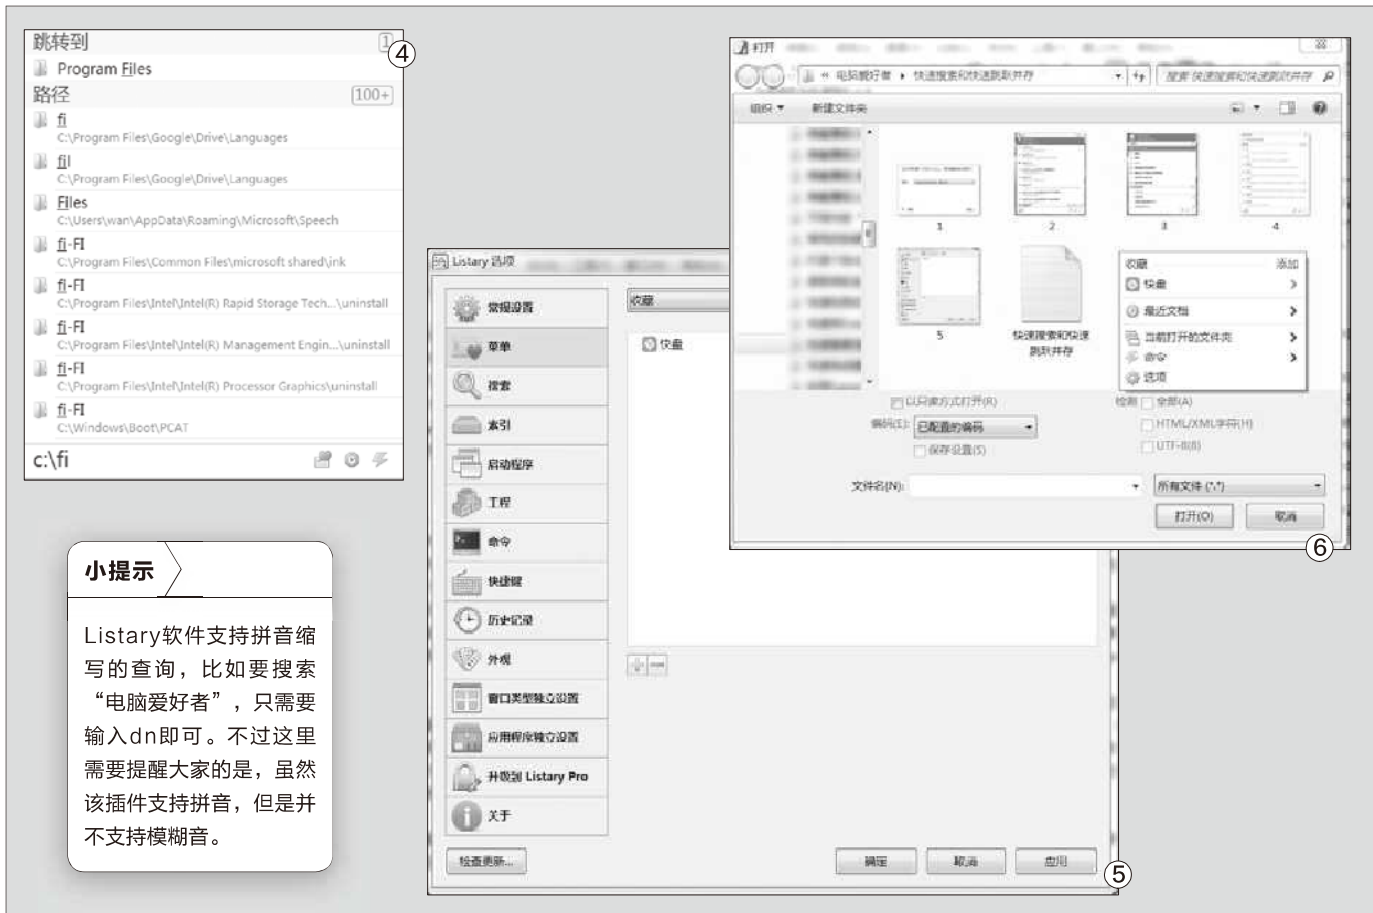 跳转到
1
④
Program Files
路径
100+
fi
C:\Program Files\Google\Drive\Languages
fil
C:\Program Files\Google\Drive\Languages
Files
C:\Users\wan\AppData\Roaming\Microsoft\Speech
fi-FI
C:\Program Files\Common Files\microsoft shared\ink
fi-FI
C:\Program Files\Intel\Intel(R) Rapid Storage Tech...\uninstall
fi-FI
C:\Program Files\Intel\Intel(R) Management Engin...\uninstall
fi-FI
C:\Program Files\Intel\Intel(R) Processor Graphics\uninstall
fi-FI
C:\Windows\Boot\PCAT
c:\fi
小提示
Listary软件支持拼音缩
写的查询，比如要搜索
“电脑爱好者”，只需要
输入dn即可。不过这里
需要提醒大家的是，虽然
该插件支持拼音，但是并
不支持模糊音。
Listary 选项
常规设置
菜单
搜索
索引
启动程序
工程
命令
快捷键
历史记录
外观
窗口类型独立设置
应用程序独立设置
升级到 Listary Pro
关于
收藏
快盘
检查更新...
确定
取消
应用
⑤
打开
电脑爱好者 快速搜索和快速跳跃并存
搜索 快速搜索和快速跳跃并存
组织
新建文件夹
1
2
3
4
5
快速搜索和快速
跳跃并存
收藏
添加
快盘
最近文档
当前打开的文件夹
命令
选项
以只读方式打开(R)
检测
全部(A)
编码(E):
已配置的编码
HTML/XML字符(H)
保存设置(S)
UTF-8(8)
文件名(N):
所有文件 (*.*)
打开(O)
取消
⑥